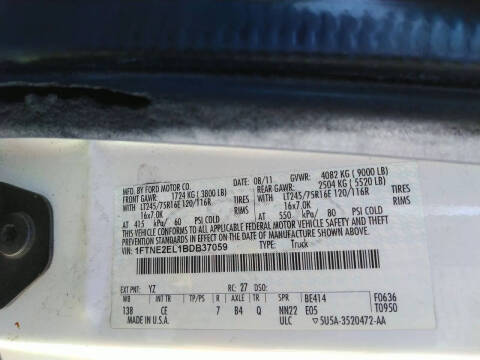 MFD. BY FORD MOTOR CO.
DATE: 08/11 GVWR: 4082 KG ( 9000 LB)
FRONT GAWR: 1724 KG ( 3800 LB) REAR GAWR: 2504 KG ( 5520 LB)
WITH LT245/75R16E 120/116R TIRES WITH LT245/75R16E 120/116R TIRES
16x7.0K RIMS 16x7.0K RIMS
AT 415 kPa/ 60 PSI COLD AT 550 kPa/ 80 PSI COLD
THIS VEHICLE CONFORMS TO ALL APPLICABLE FEDERAL MOTOR VEHICLE SAFETY AND THEFT
PREVENTION STANDARDS IN EFFECT ON THE DATE OF MANUFACTURE SHOWN ABOVE.
VIN: 1FTNE2EL1BDB37059 TYPE: Truck
EXT PNT: YZ RC: 27 DSO:
WB INT TR TP/PS R AXLE TR SPR BE414 F0636
138 CE 7 B4 Q NN22 E05 T0950
MADE IN U.S.A. ULC 5U5A-3520472-AA